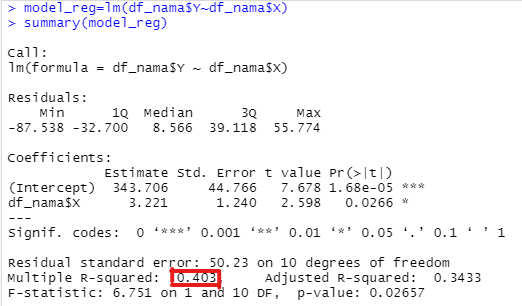 > model_reg=lm(df_nama$Y~df_nama$X)
> summary(model_reg)
Call:
lm(formula = df_nama$Y ~ df_nama$X)
Residuals:
Min 1Q Median 3Q Max
-87.538 -32.700 8.566 39.118 55.774
Coefficients:
Estimate Std. Error t value Pr(>|t|)
(Intercept) 343.706 44.766 7.678 1.68e-05 ***
df_nama$X 3.221 1.240 2.598 0.0266 *
---
Signif. codes: 0 ‘***’ 0.001 ‘**’ 0.01 ‘*’ 0.05 ‘.’ 0.1 ‘ ’ 1
Residual standard error: 50.23 on 10 degrees of freedom
Multiple R-squared: 0.403, Adjusted R-squared: 0.3433
F-statistic: 6.751 on 1 and 10 DF, p-value: 0.02657